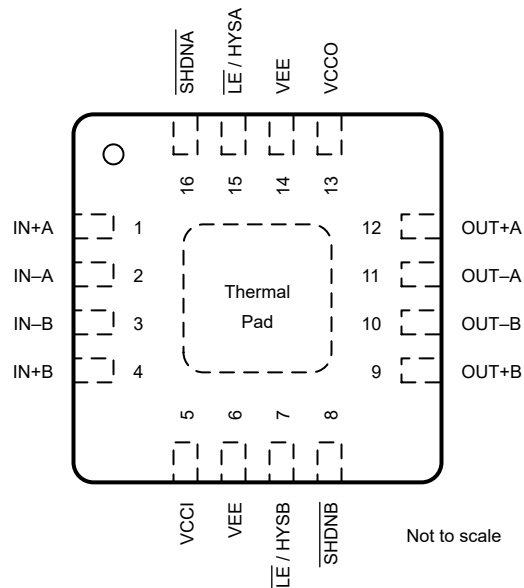 SHDNA
LE / HYSA
VEE
VCCO
16
15
14
13
IN+A
1
12
OUT+A
IN–A
2
11
OUT–A
Thermal
Pad
IN–B
3
10
OUT–B
IN+B
4
9
OUT+B
5
6
7
8
VCCI
VEE
LE / HYSB
SHDNB
Not to scale